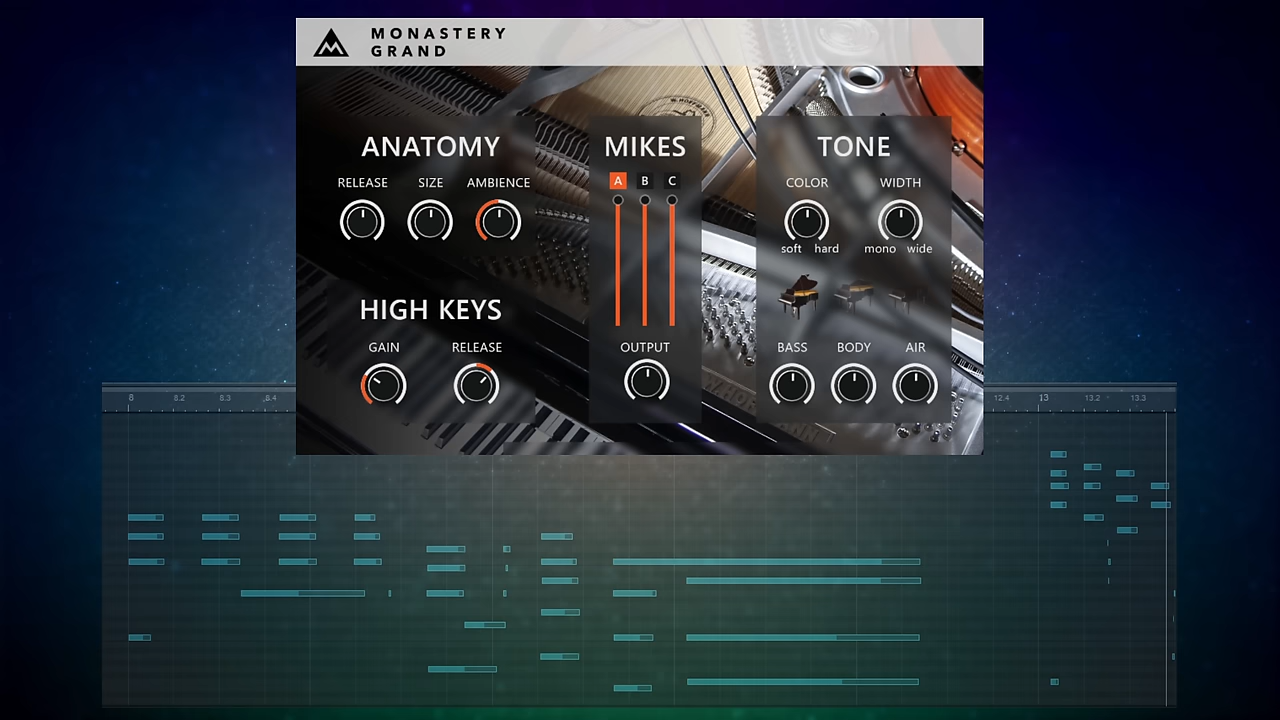 MONASTERY
GRAND
W.HOFFMANN
ANATOMY
RELEASE SIZE AMBIENCE
HIGH KEYS
GAIN RELEASE
MIKES
A B C
OUTPUT
TONE
COLOR WIDTH
soft hard mono wide
BASS BODY AIR
8 8.2 8.3 8.4 12.4 13 13.2 13.3